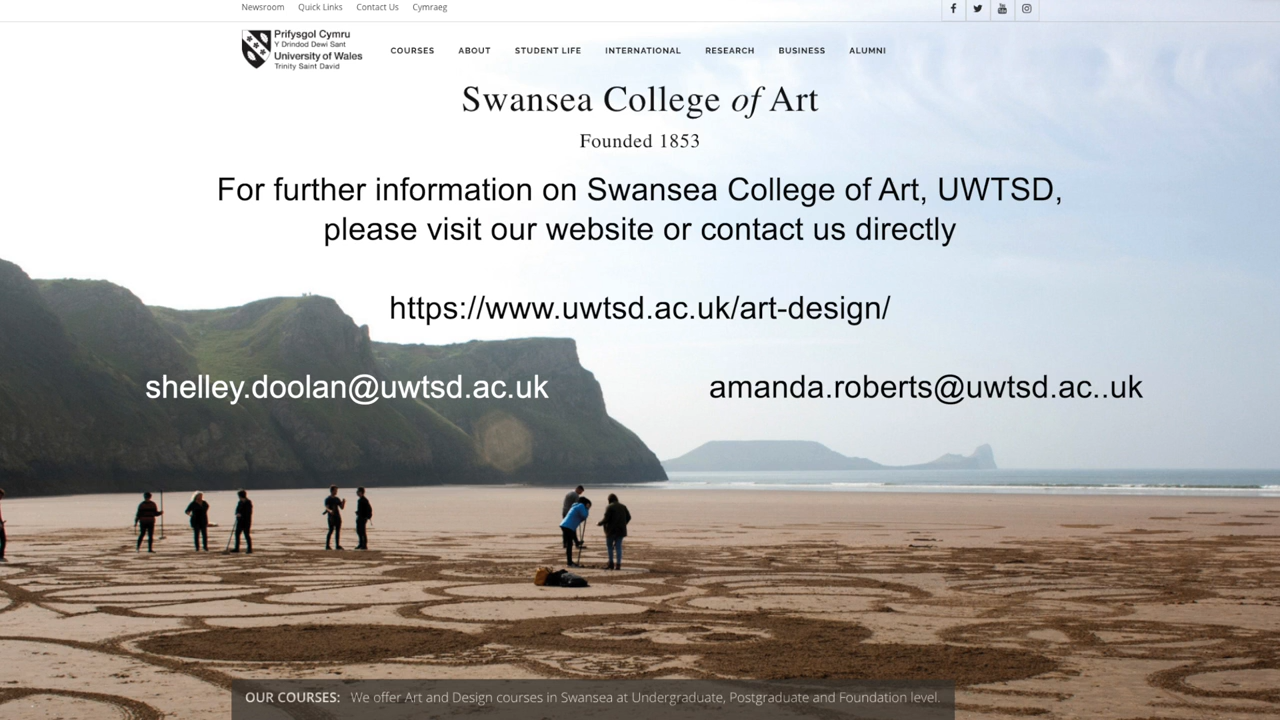 Newsroom Quick Links Contact Us Cymraeg
Prifysgol Cymru
Y Drindod Dewi Sant
University of Wales
Trinity Saint David
COURSES ABOUT STUDENT LIFE INTERNATIONAL RESEARCH BUSINESS ALUMNI
Swansea College of Art
Founded 1853
For further information on Swansea College of Art, UWTSD,
please visit our website or contact us directly
https://www.uwtsd.ac.uk/art-design/
shelley.doolan@uwtsd.ac.uk amanda.roberts@uwtsd.ac..uk
OUR COURSES: We offer Art and Design courses in Swansea at Undergraduate, Postgraduate and Foundation level.